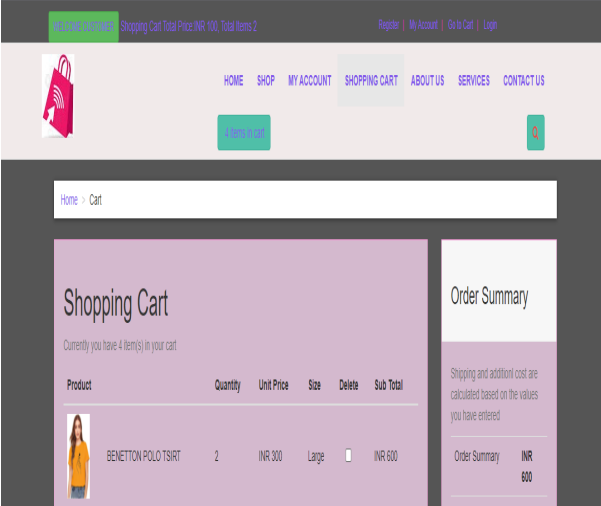 WELCOME CUSTOMER Shopping Cart Total Price:INR 100, Total Items 2
Register | My Account | Go to Cart | Login
HOME SHOP MY ACCOUNT SHOPPING CART ABOUT US SERVICES CONTACT US
4 items in cart
Home > Cart
Shopping Cart
Currently you have 4 item(s) in your cart
Product Quantity Unit Price Size Delete Sub Total
BENETTON POLO TSIRT 2 INR 300 Large INR 600
Order Summary
Shipping and additionl cost are
calculated based on the values
you have entered
Order Summary INR
600